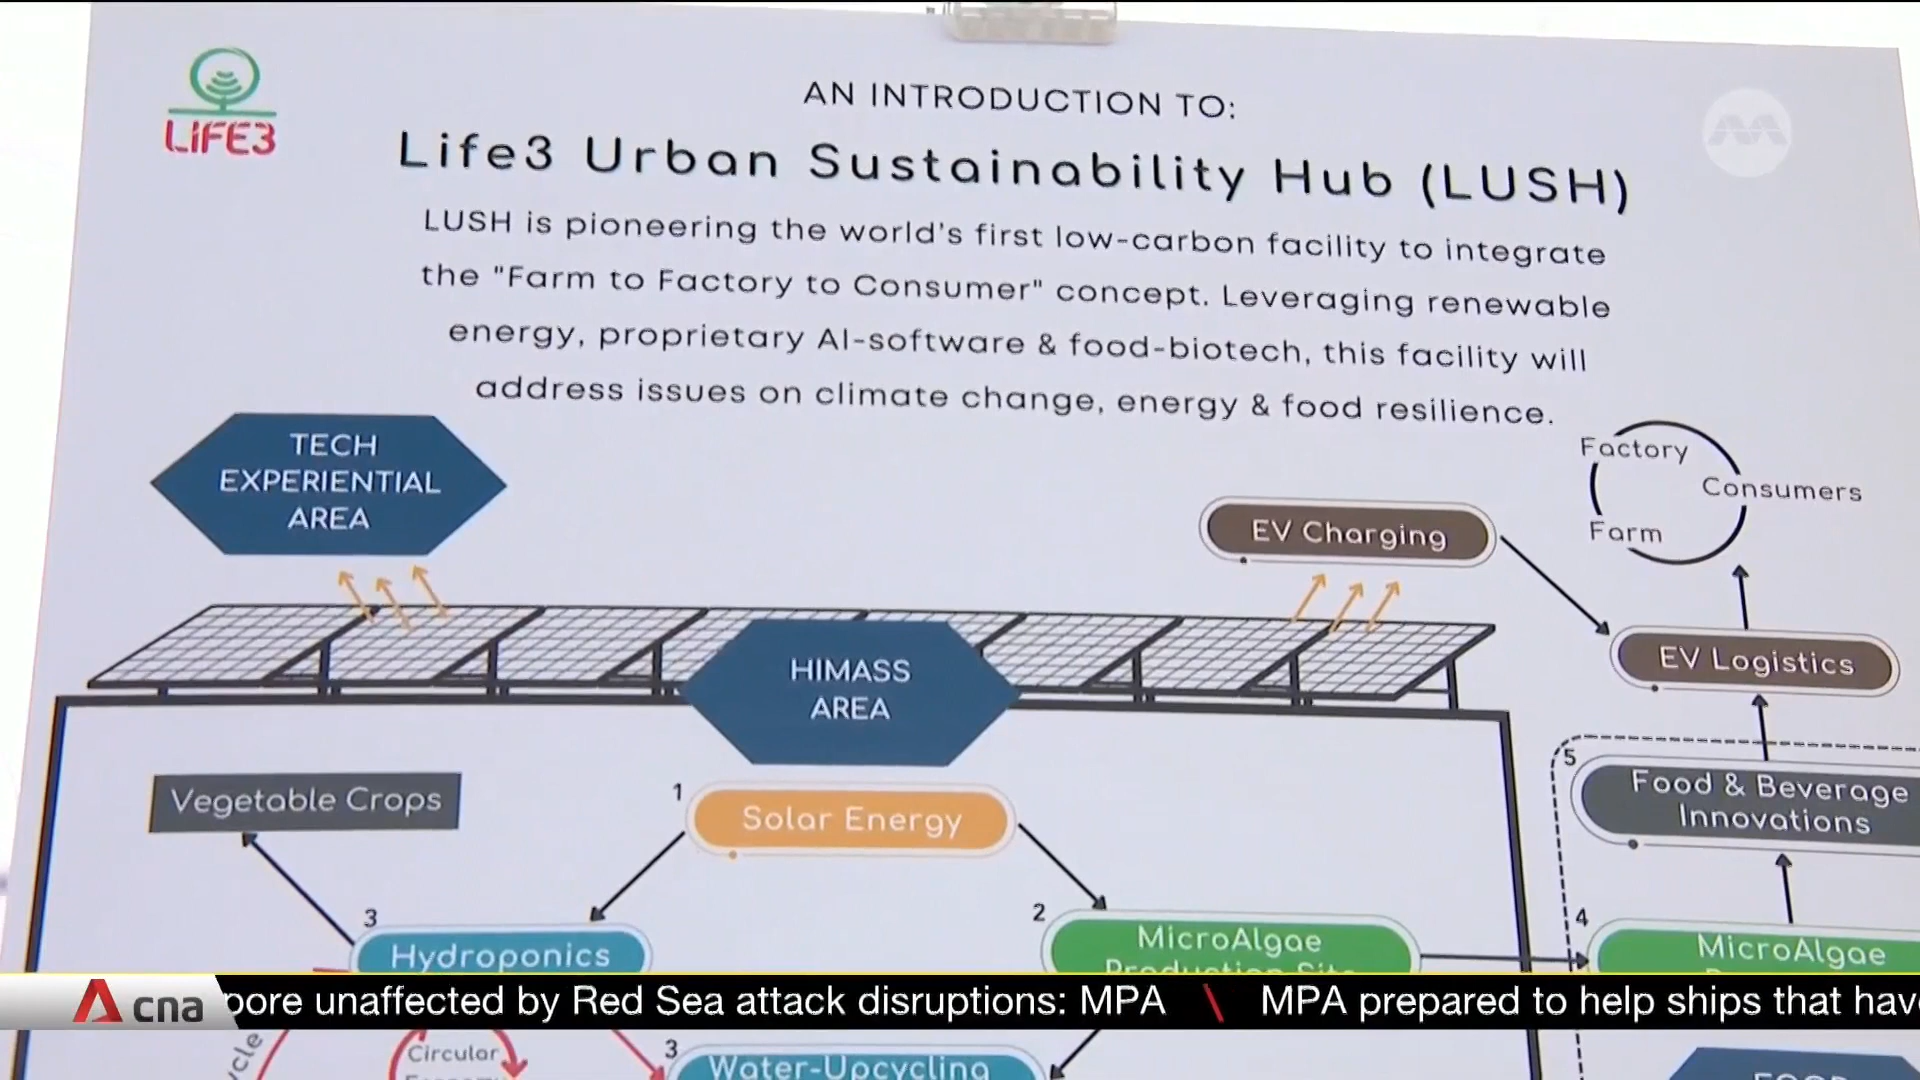 LiFE3
AN INTRODUCTION TO:
Life3 Urban Sustainability Hub (LUSH)
LUSH is pioneering the world's first low-carbon facility to integrate
the "Farm to Factory to Consumer" concept. Leveraging renewable
energy, proprietary AI-software & food-biotech, this facility will
address issues on climate change, energy & food resilience.
TECH
EXPERIENTIAL
AREA
Factory
Consumers
Farm
EV Charging
EV Logistics
HIMASS
AREA
5
Food & Beverage
Innovations
Vegetable Crops
1
Solar Energy
3
Hydroponics
2
MicroAlgae
Production Site
4
MicroAlgae
cna
pore unaffected by Red Sea attack disruptions: MPA \ MPA prepared to help ships that hav
Circular
3
Water-Upcycling